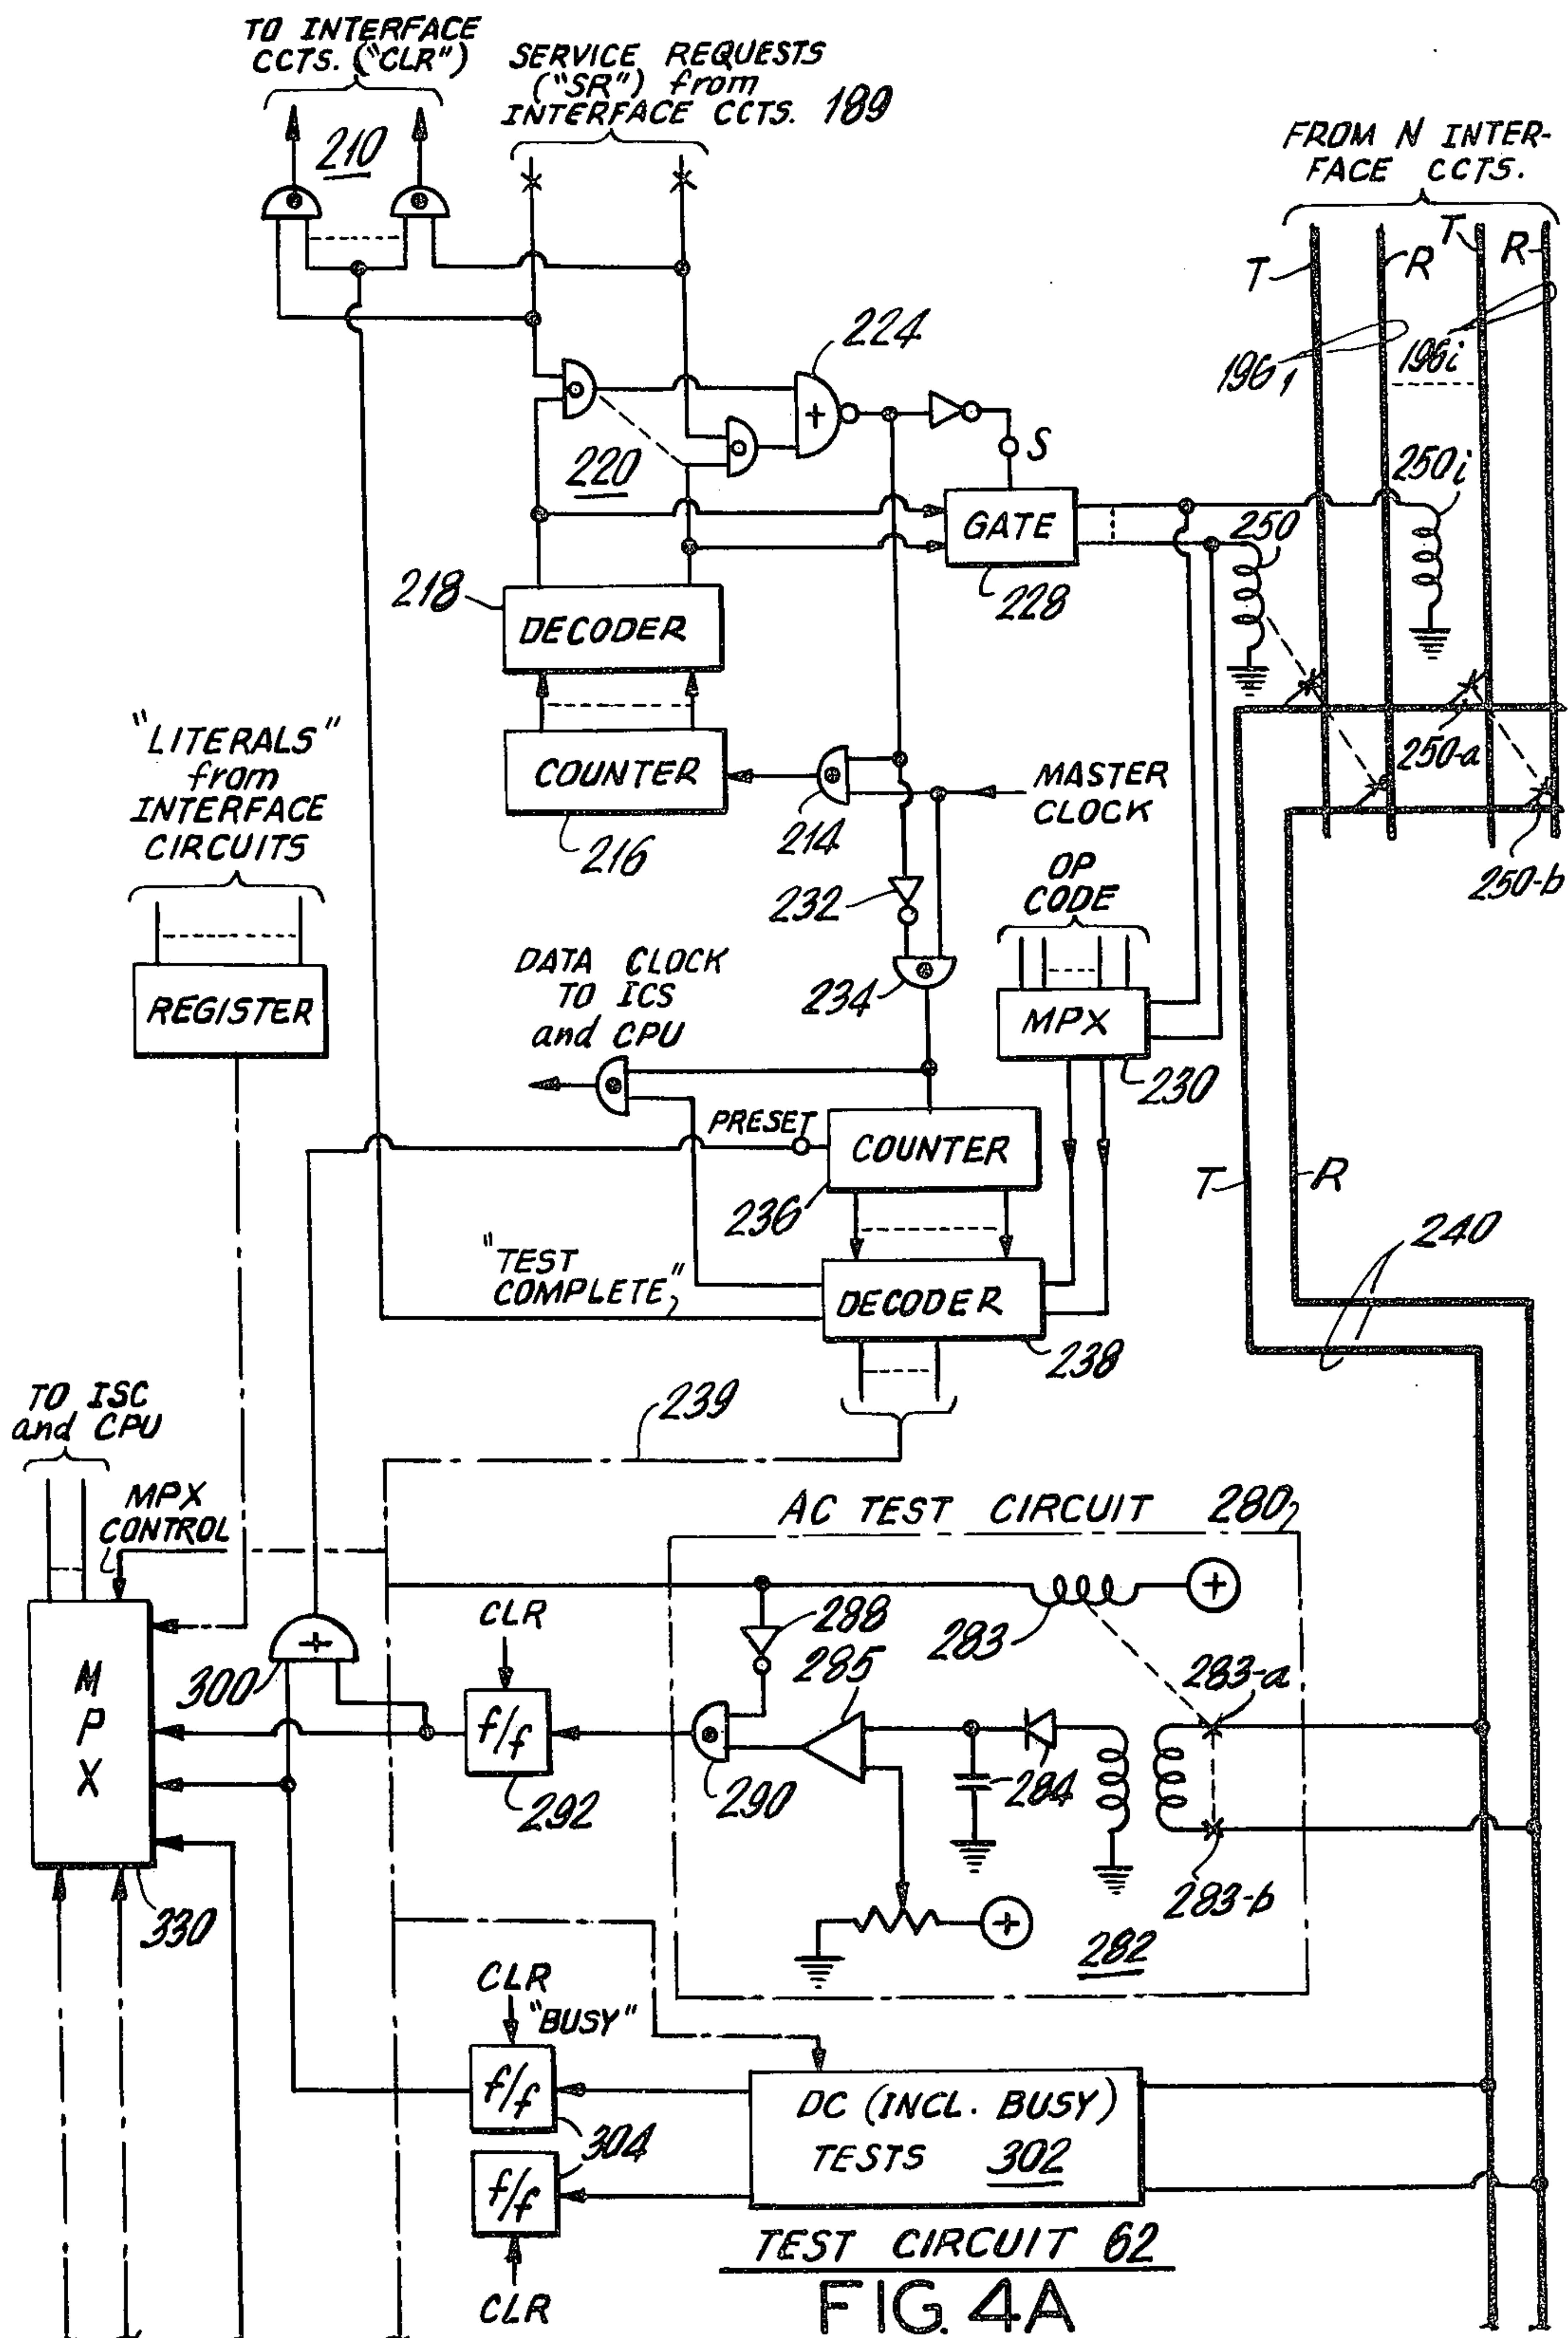 TO INTERFACE
CCTS. ("CLR")
SERVICE REQUESTS
("SR") from
INTERFACE CCTS. 189
210
FROM N INTER-
FACE CCTS.
T
R
T
R
196₁
196i
224
S
220
GATE
228
250
250i
218
DECODER
250-a
250-b
"LITERALS"
from
INTERFACE
CIRCUITS
COUNTER
216
214
MASTER
CLOCK
OP
CODE
232
REGISTER
DATA CLOCK
TO ICS
and CPU
234
MPX
230
PRESET
COUNTER
236
T
R
240
"TEST
COMPLETE"
DECODER
238
TO ISC
and CPU
239
MPX
CONTROL
AC TEST CIRCUIT 280
CLR
288
283
285
283-a
300
M
P
X
f/f
292
290
284
283-b
330
282
CLR
"BUSY"
f/f
304
DC (INCL. BUSY)
TESTS 302
f/f
CLR
TEST CIRCUIT 62
FIG. 4A